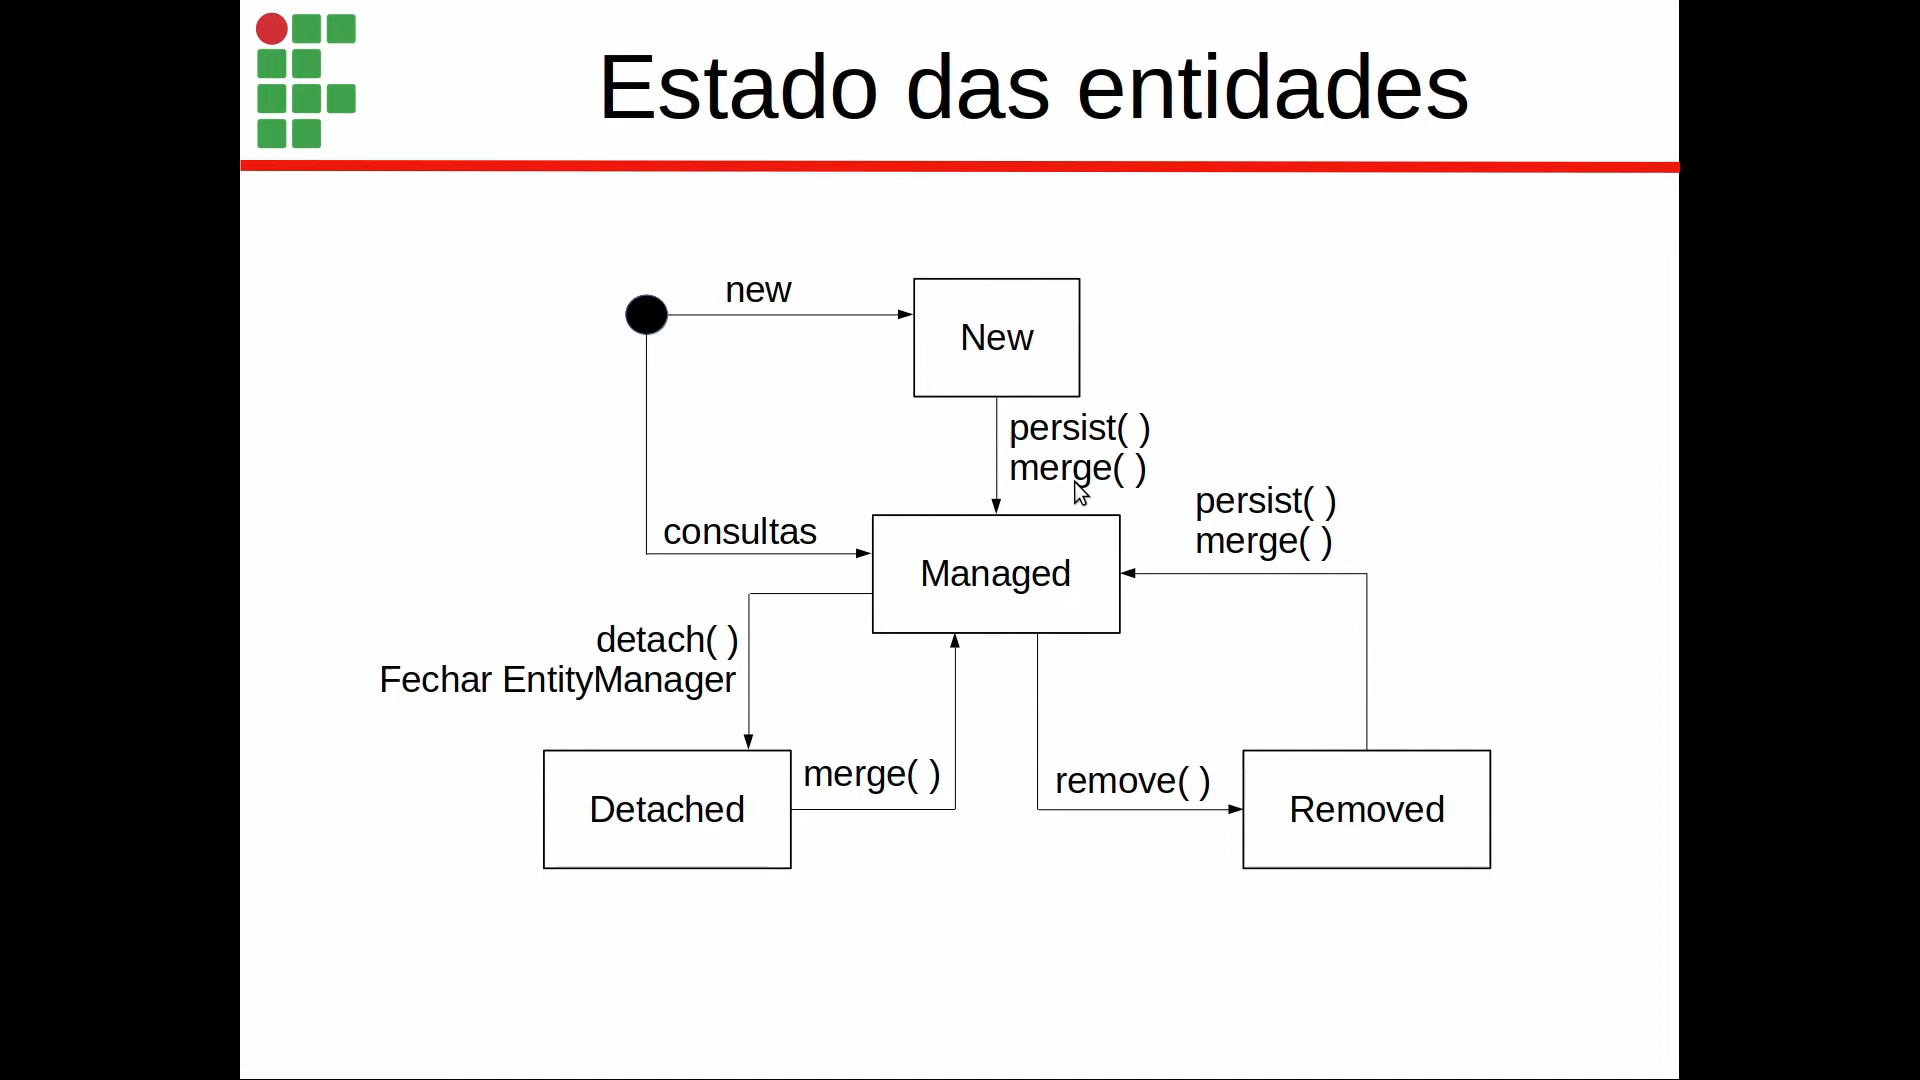 Estado das entidades
new
New
persist( )
merge( )
consultas
Managed
persist( )
merge( )
detach( )
Fechar EntityManager
Detached
merge( )
remove( )
Removed